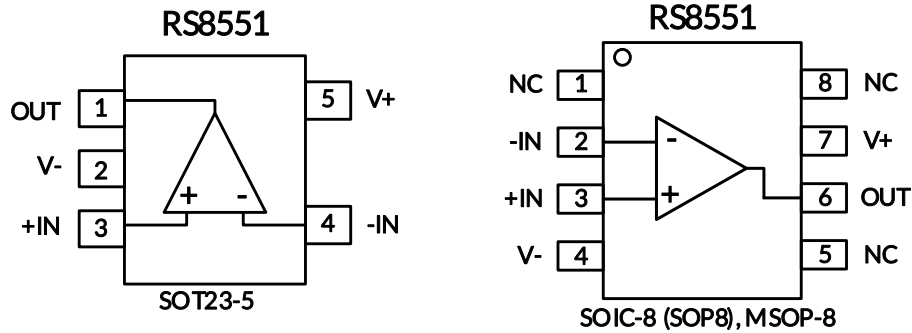 RS8551
OUT 1
V- 2
+IN 3
5 V+
4 -IN
+ -
SOT23-5
RS8551
NC 1
-IN 2
+IN 3
V- 4
8 NC
7 V+
6 OUT
5 NC
-
+
SOIC-8 (SOP8), MSOP-8